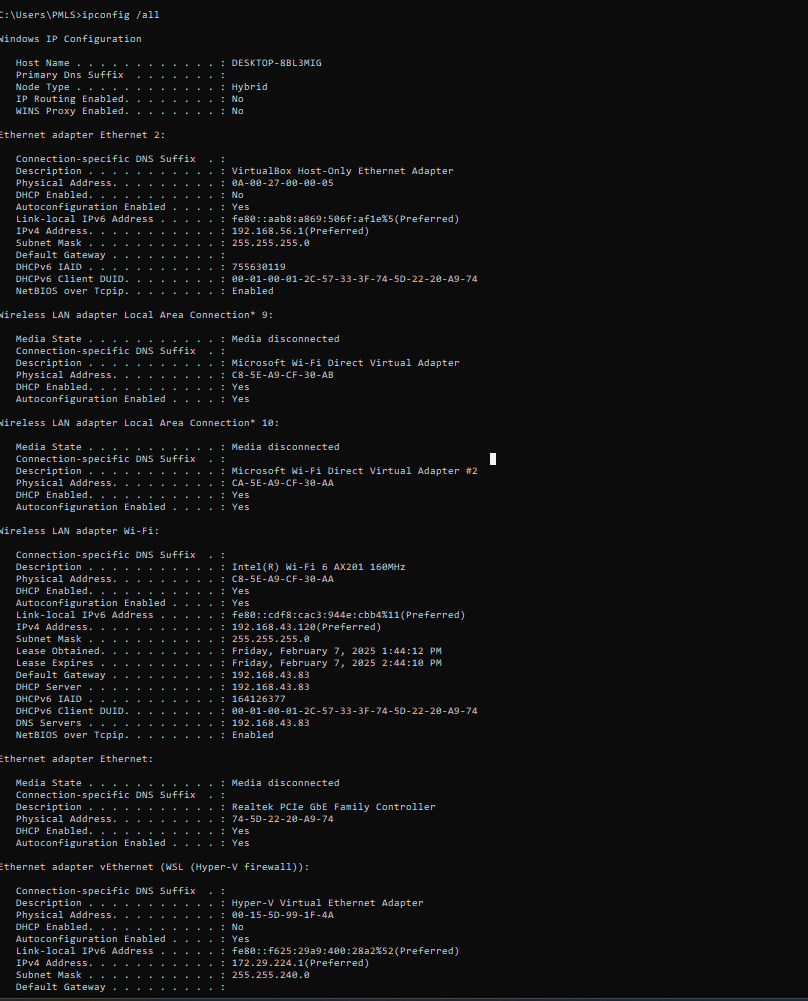 C:\Users\PMLS>ipconfig /all
Windows IP Configuration
Host Name . . . . . . . . . . . . : DESKTOP-8BL3MIG
Primary Dns Suffix  . . . . . . . :
Node Type . . . . . . . . . . . . : Hybrid
IP Routing Enabled. . . . . . . . : No
WINS Proxy Enabled. . . . . . . . : No
Ethernet adapter Ethernet 2:
Connection-specific DNS Suffix  . :
Description . . . . . . . . . . . : VirtualBox Host-Only Ethernet Adapter
Physical Address. . . . . . . . . : 0A-00-27-00-00-05
DHCP Enabled. . . . . . . . . . . : No
Autoconfiguration Enabled . . . . : Yes
Link-local IPv6 Address . . . . . : fe80::aab8:a869:506f:af1e%5(Preferred)
IPv4 Address. . . . . . . . . . . : 192.168.56.1(Preferred)
Subnet Mask . . . . . . . . . . . : 255.255.255.0
Default Gateway . . . . . . . . . :
DHCPv6 IAID . . . . . . . . . . . : 755630119
DHCPv6 Client DUID. . . . . . . . : 00-01-00-01-2C-57-33-3F-74-5D-22-20-A9-74
NetBIOS over Tcpip. . . . . . . . : Enabled
Wireless LAN adapter Local Area Connection* 9:
Media State . . . . . . . . . . . : Media disconnected
Connection-specific DNS Suffix  . :
Description . . . . . . . . . . . : Microsoft Wi-Fi Direct Virtual Adapter
Physical Address. . . . . . . . . : C8-5E-A9-CF-30-AB
DHCP Enabled. . . . . . . . . . . : Yes
Autoconfiguration Enabled . . . . : Yes
Wireless LAN adapter Local Area Connection* 10:
Media State . . . . . . . . . . . : Media disconnected
Connection-specific DNS Suffix  . :
Description . . . . . . . . . . . : Microsoft Wi-Fi Direct Virtual Adapter #2
Physical Address. . . . . . . . . : CA-5E-A9-CF-30-AA
DHCP Enabled. . . . . . . . . . . : Yes
Autoconfiguration Enabled . . . . : Yes
Wireless LAN adapter Wi-Fi:
Connection-specific DNS Suffix  . :
Description . . . . . . . . . . . : Intel(R) Wi-Fi 6 AX201 160MHz
Physical Address. . . . . . . . . : C8-5E-A9-CF-30-AA
DHCP Enabled. . . . . . . . . . . : Yes
Autoconfiguration Enabled . . . . : Yes
Link-local IPv6 Address . . . . . : fe80::cdf8:cac3:944e:cbb4%11(Preferred)
IPv4 Address. . . . . . . . . . . : 192.168.43.120(Preferred)
Subnet Mask . . . . . . . . . . . : 255.255.255.0
Lease Obtained. . . . . . . . . . : Friday, February 7, 2025 1:44:12 PM
Lease Expires . . . . . . . . . . : Friday, February 7, 2025 2:44:10 PM
Default Gateway . . . . . . . . . : 192.168.43.83
DHCP Server . . . . . . . . . . . : 192.168.43.83
DHCPv6 IAID . . . . . . . . . . . : 164126377
DHCPv6 Client DUID. . . . . . . . : 00-01-00-01-2C-57-33-3F-74-5D-22-20-A9-74
DNS Servers . . . . . . . . . . . : 192.168.43.83
NetBIOS over Tcpip. . . . . . . . : Enabled
Ethernet adapter Ethernet:
Media State . . . . . . . . . . . : Media disconnected
Connection-specific DNS Suffix  . :
Description . . . . . . . . . . . : Realtek PCIe GbE Family Controller
Physical Address. . . . . . . . . : 74-5D-22-20-A9-74
DHCP Enabled. . . . . . . . . . . : Yes
Autoconfiguration Enabled . . . . : Yes
Ethernet adapter vEthernet (WSL (Hyper-V firewall)):
Connection-specific DNS Suffix  . :
Description . . . . . . . . . . . : Hyper-V Virtual Ethernet Adapter
Physical Address. . . . . . . . . : 00-15-5D-99-1F-4A
DHCP Enabled. . . . . . . . . . . : No
Autoconfiguration Enabled . . . . : Yes
Link-local IPv6 Address . . . . . : fe80::f625:29a9:400:28a2%52(Preferred)
IPv4 Address. . . . . . . . . . . : 172.29.224.1(Preferred)
Subnet Mask . . . . . . . . . . . : 255.255.240.0
Default Gateway . . . . . . . . . :